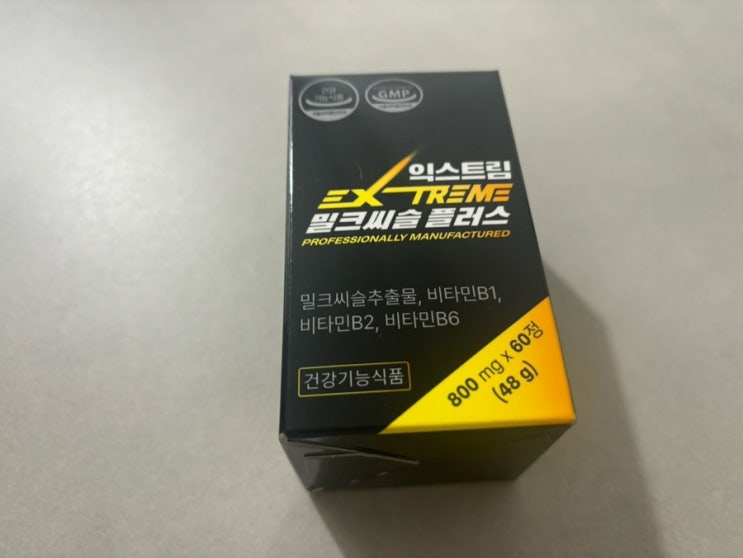 건강
기능식품
GMP
익스트림
EXTREME
밀크씨슬 플러스
PROFESSIONALLY MANUFACTURED
밀크씨슬추출물, 비타민B1,
비타민B2, 비타민B6
건강기능식품
800 mg x 60정
(48 g)